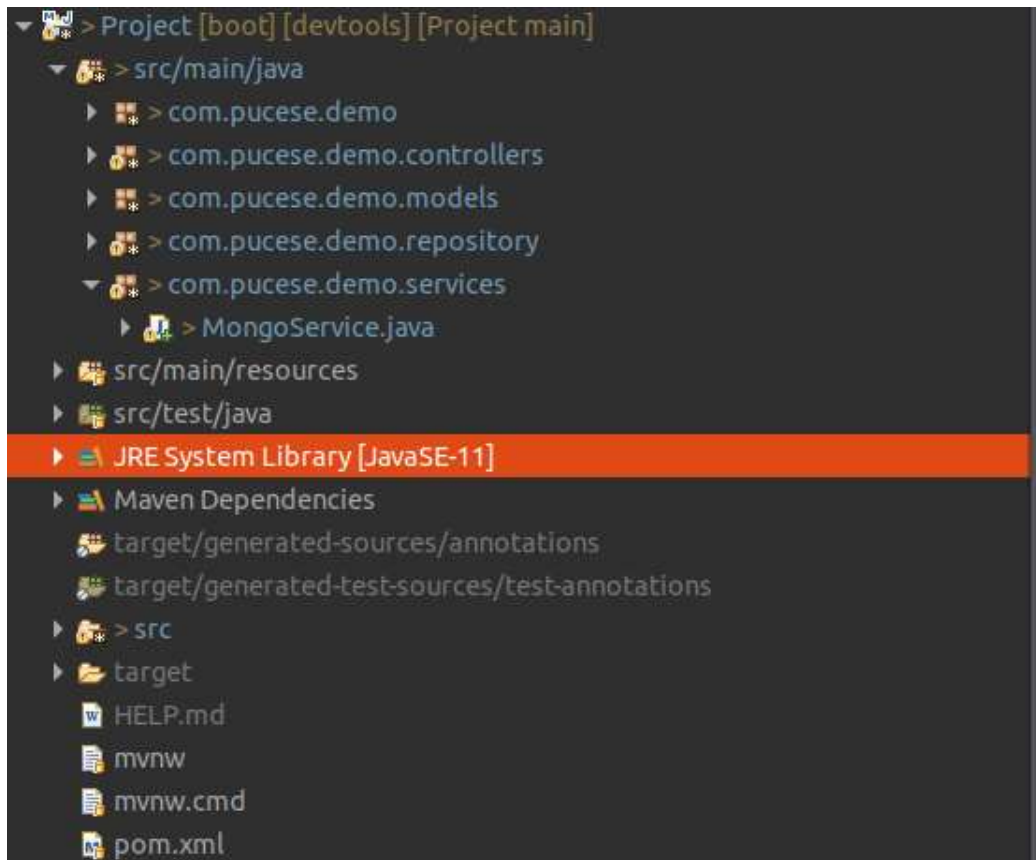 > Project [boot] [devtools] [Project main]
> src/main/java
> com.pucese.demo
> com.pucese.demo.controllers
> com.pucese.demo.models
> com.pucese.demo.repository
> com.pucese.demo.services
> MongoService.java
src/main/resources
src/test/java
JRE System Library [JavaSE-11]
Maven Dependencies
target/generated-sources/annotations
target/generated-test-sources/test-annotations
> src
target
HELP.md
mvnw
mvnw.cmd
pom.xml